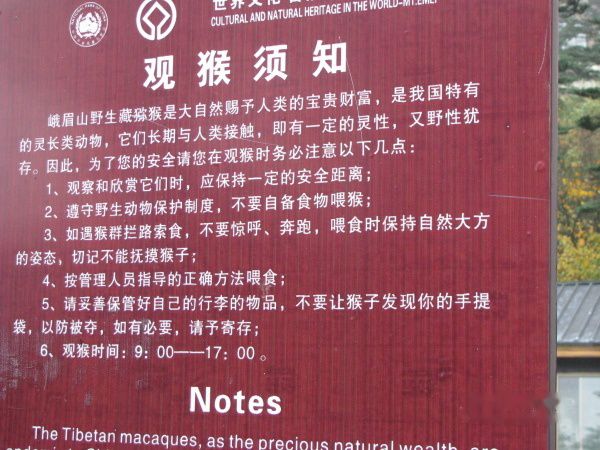 世界文化
CULTURAL AND NATURAL HERITAGE IN THE WORLD-MT.EMEI
观猴须知
峨眉山野生藏猕猴是大自然赐予人类的宝贵财富，是我国特有
的灵长类动物，它们长期与人类接触，即有一定的灵性，又野性犹
存。因此，为了您的安全请您在观猴时务必注意以下几点：
1、观察和欣赏它们时，应保持一定的安全距离；
2、遵守野生动物保护制度，不要自备食物喂猴；
3、如遇猴群拦路索食，不要惊呼、奔跑，喂食时保持自然大方
的姿态，切记不能抚摸猴子；
4、按管理人员指导的正确方法喂食；
5、请妥善保管好自己的行李的物品，不要让猴子发现你的手提
袋，以防被夺，如有必要，请予寄存；
6、观猴时间：9：00——17：00。
Notes
The Tibetan macaques, as the precious natural wealth, are